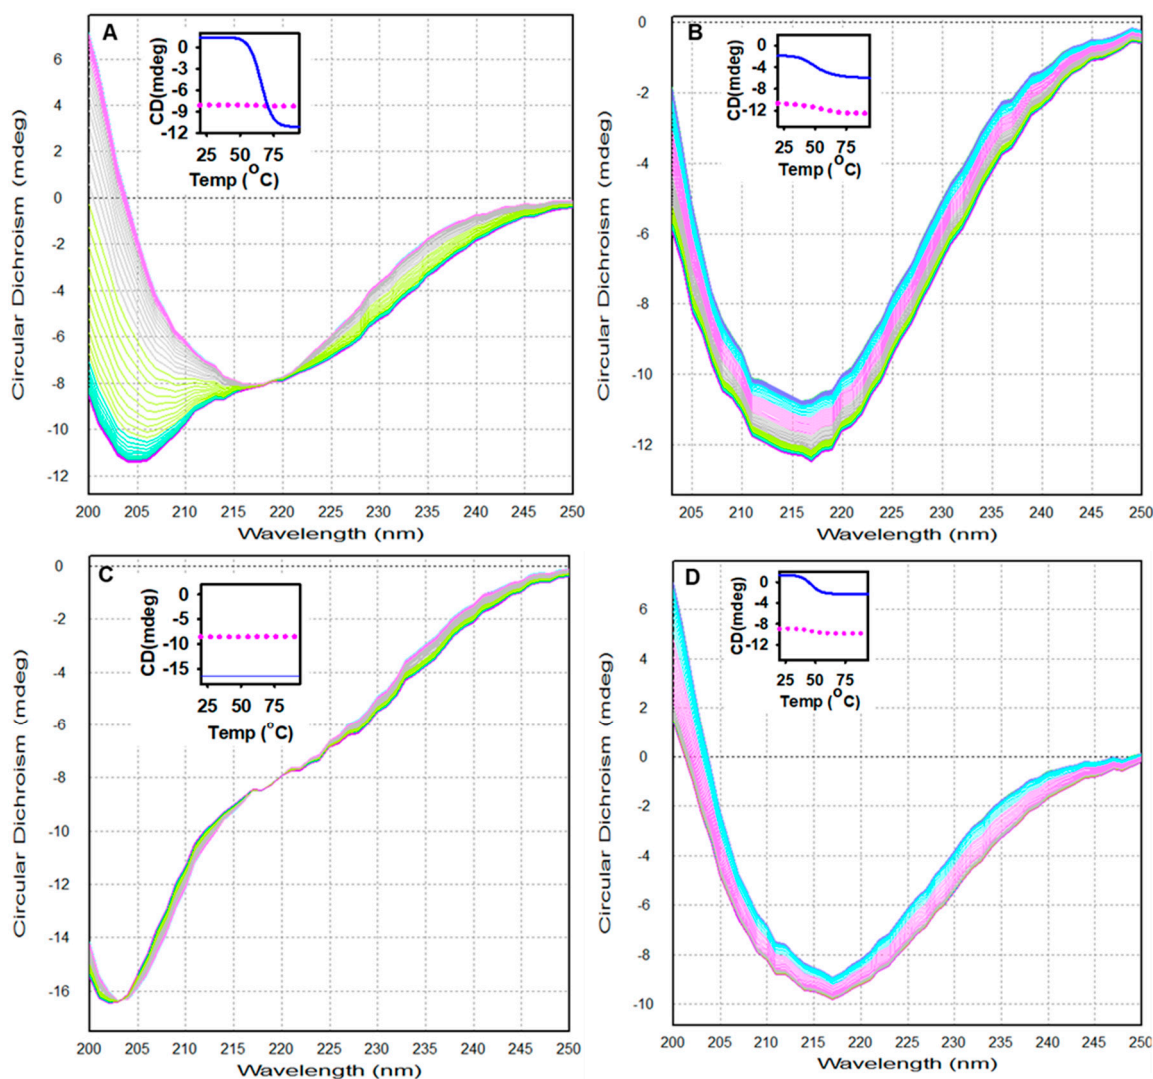 A
CD(mdeg)
0
-3
-6
-9
-12
25 50 75
Temp (°C)
Circular Dichroism (mdeg)
6
4
2
0
-2
-4
-6
-8
-10
-12
200 205 210 215 220 225 230 235 240 245 250
Wavelength (nm)
B
CD(mdeg)
0
-4
-8
-12
25 50 75
Temp (°C)
Circular Dichroism (mdeg)
0
-2
-4
-6
-8
-10
-12
205 210 215 220 225 230 235 240 245 250
Wavelength (nm)
C
CD(mdeg)
0
-5
-10
-15
25 50 75
Temp (°C)
Circular Dichroism (mdeg)
0
-2
-4
-6
-8
-10
-12
-14
-16
200 205 210 215 220 225 230 235 240 245 250
Wavelength (nm)
D
CD(mdeg)
0
-4
-8
-12
25 50 75
Temp (°C)
Circular Dichroism (mdeg)
6
4
2
0
-2
-4
-6
-8
-10
200 205 210 215 220 225 230 235 240 245 250
Wavelength (nm)